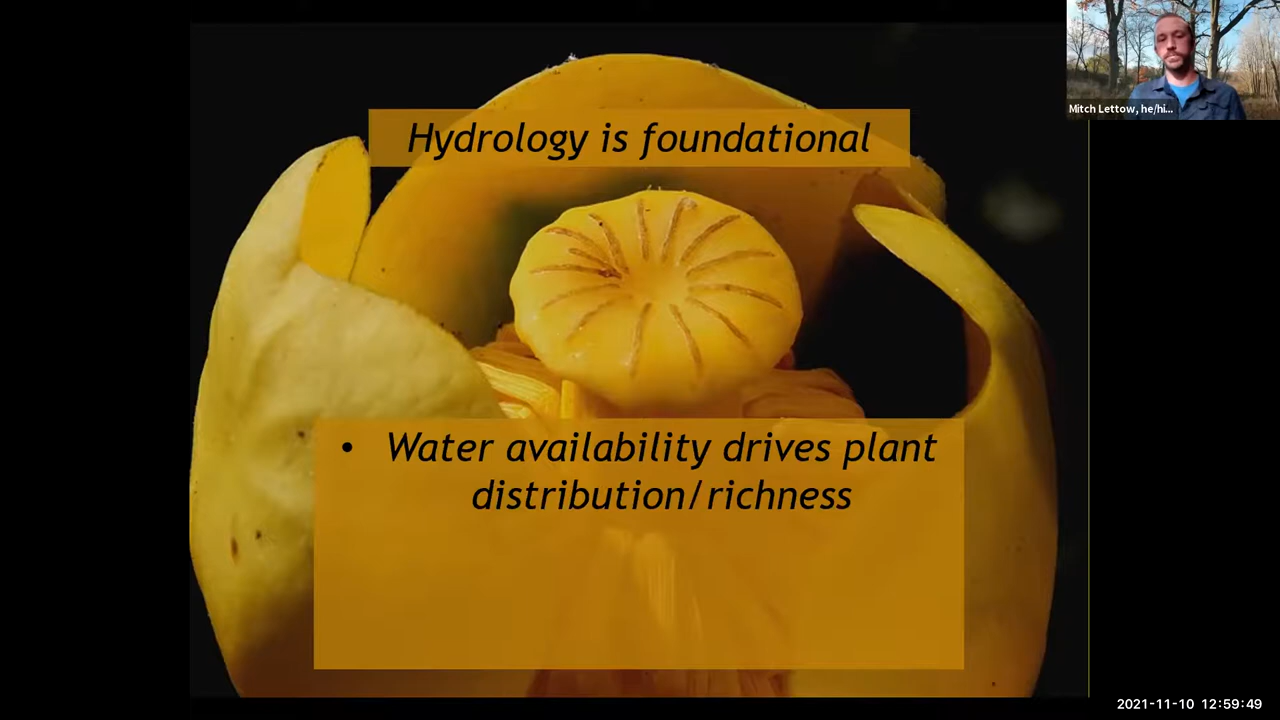 Hydrology is foundational
• Water availability drives plant
distribution/richness
Mitch Lettow, he/hi...
2021-11-10 12:59:49